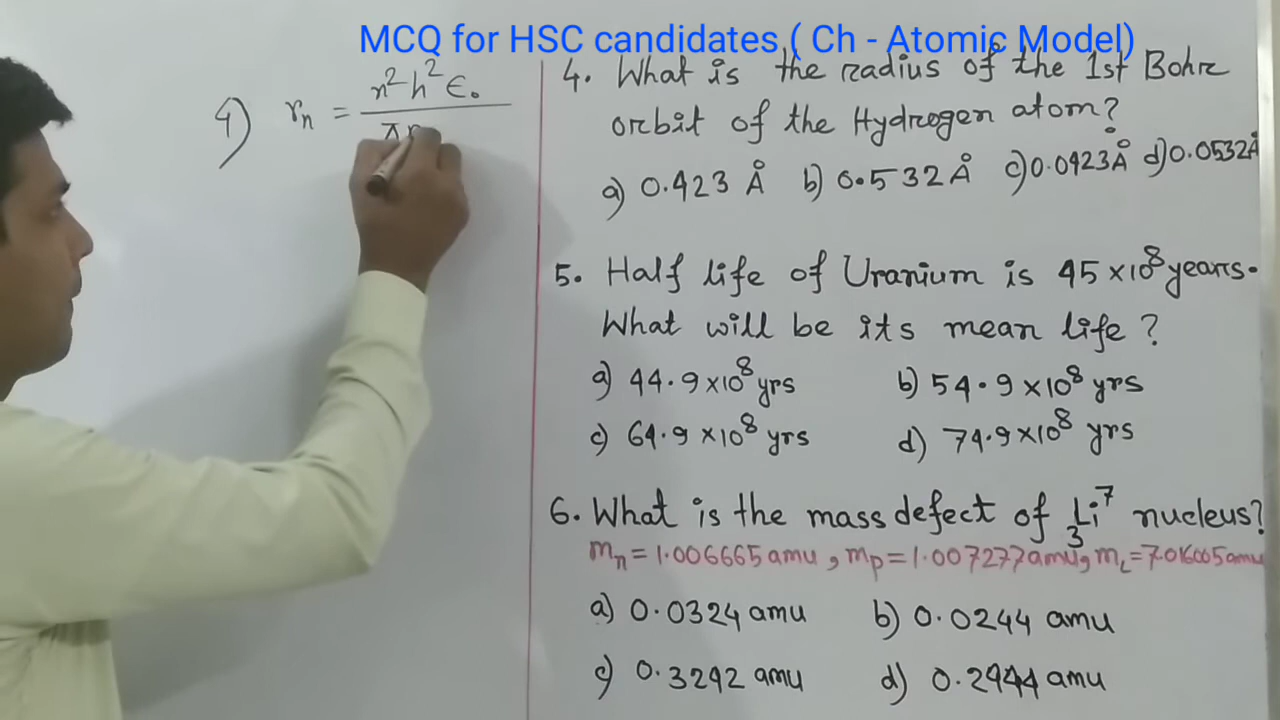 MCQ for HSC candidates ( Ch - Atomic Model)
4) rn = n²h²ϵ₀
π
4. What is the radius of the 1st Bohr
orbit of the Hydrogen atom?
a) 0.423 Å b) 0.532 Å c) 0.0423 Å d) 0.0532 Å
5. Half life of Uranium is 45 ×10⁸ years.
What will be its mean life ?
a) 44.9×10⁸ yrs b) 54.9 ×10⁸ yrs
c) 64.9 ×10⁸ yrs d) 74.9×10⁸ yrs
6. What is the mass defect of ₃Li⁷ nucleus?
mn = 1.006665 amu , mp = 1.007277 amu, mL = 7.016005 amu
a) 0.0324 amu b) 0.0244 amu
c) 0.3242 amu d) 0.2444 amu